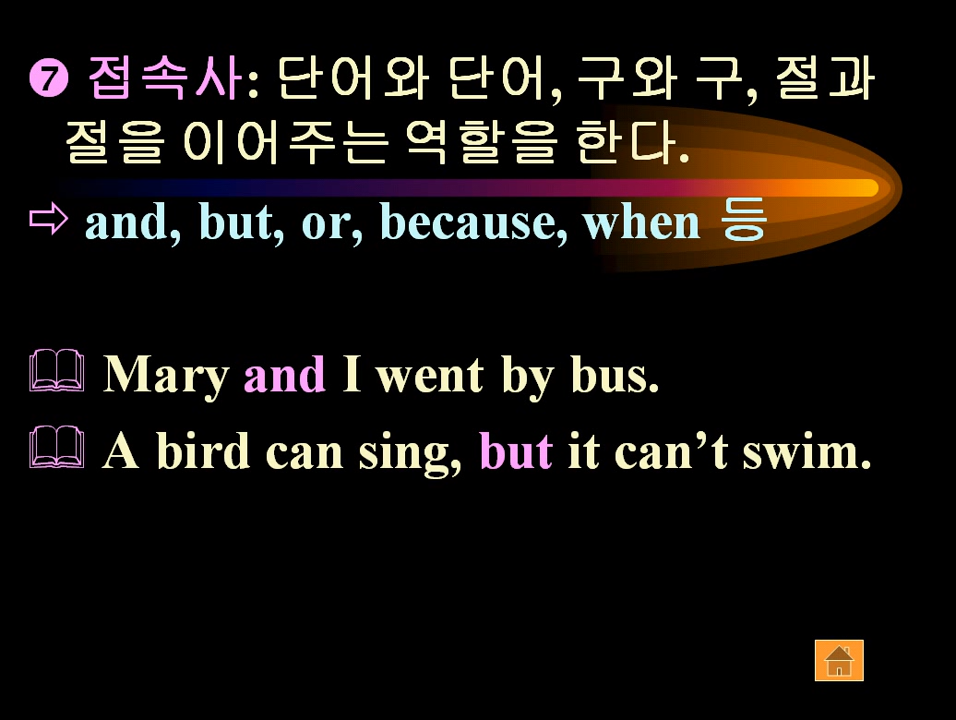 ❼ 접속사: 단어와 단어, 구와 구, 절과
절을 이어주는 역할을 한다.
⇨ and, but, or, because, when 등
🕮 Mary and I went by bus.
🕮 A bird can sing, but it can’t swim.